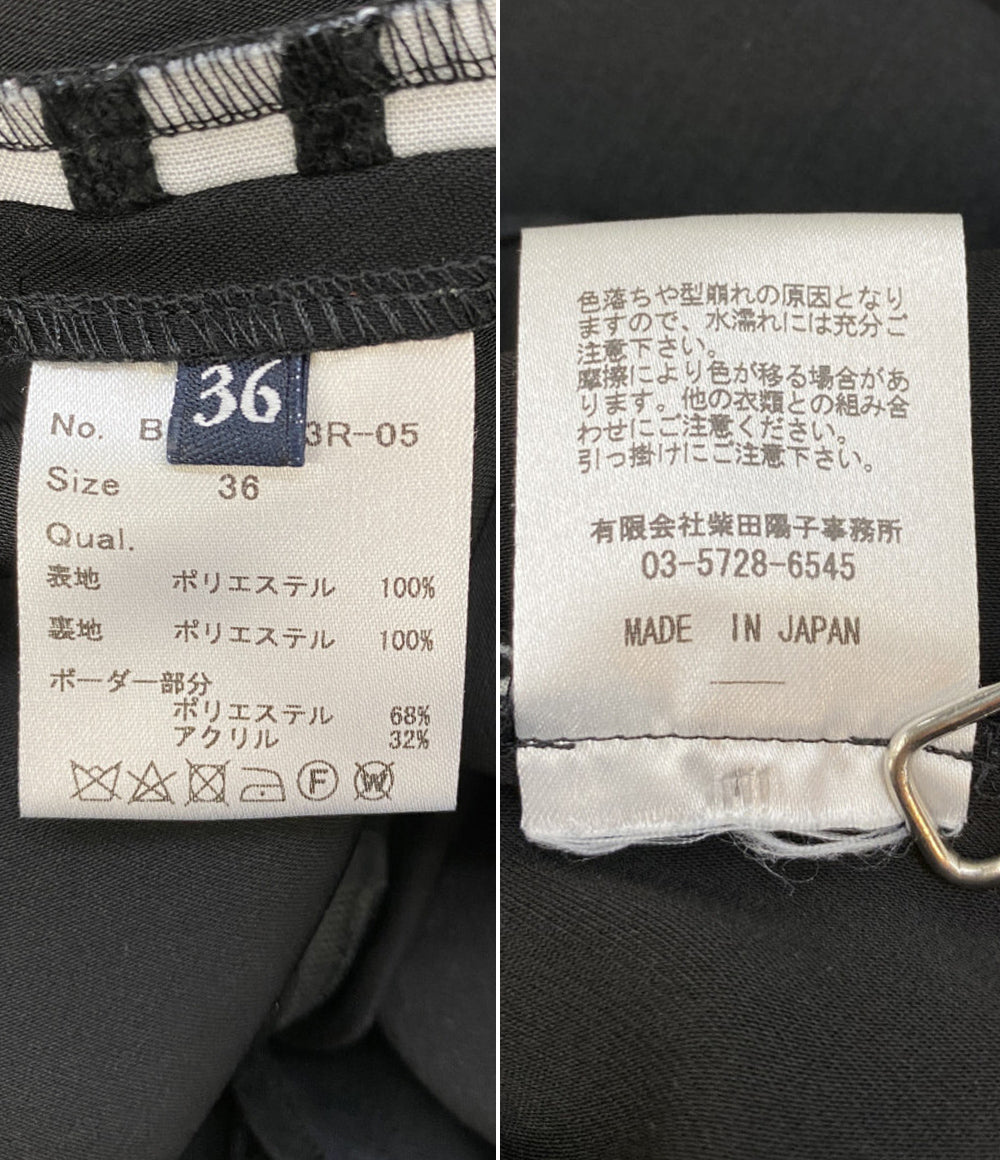 36
No. B 3R-05
Size 36
Qual.
表地 ポリエステル 100%
裏地 ポリエステル 100%
ボーダー部分
ポリエステル 68%
アクリル 32%
F W
色落ちや型崩れの原因となり
ますので、水濡れには充分ご
注意下さい。
摩擦により色が移る場合があ
ります。他の衣類との組み合
わせにご注意ください。
引っ掛けにご注意下さい。
有限会社柴田陽子事務所
03-5728-6545
MADE IN JAPAN